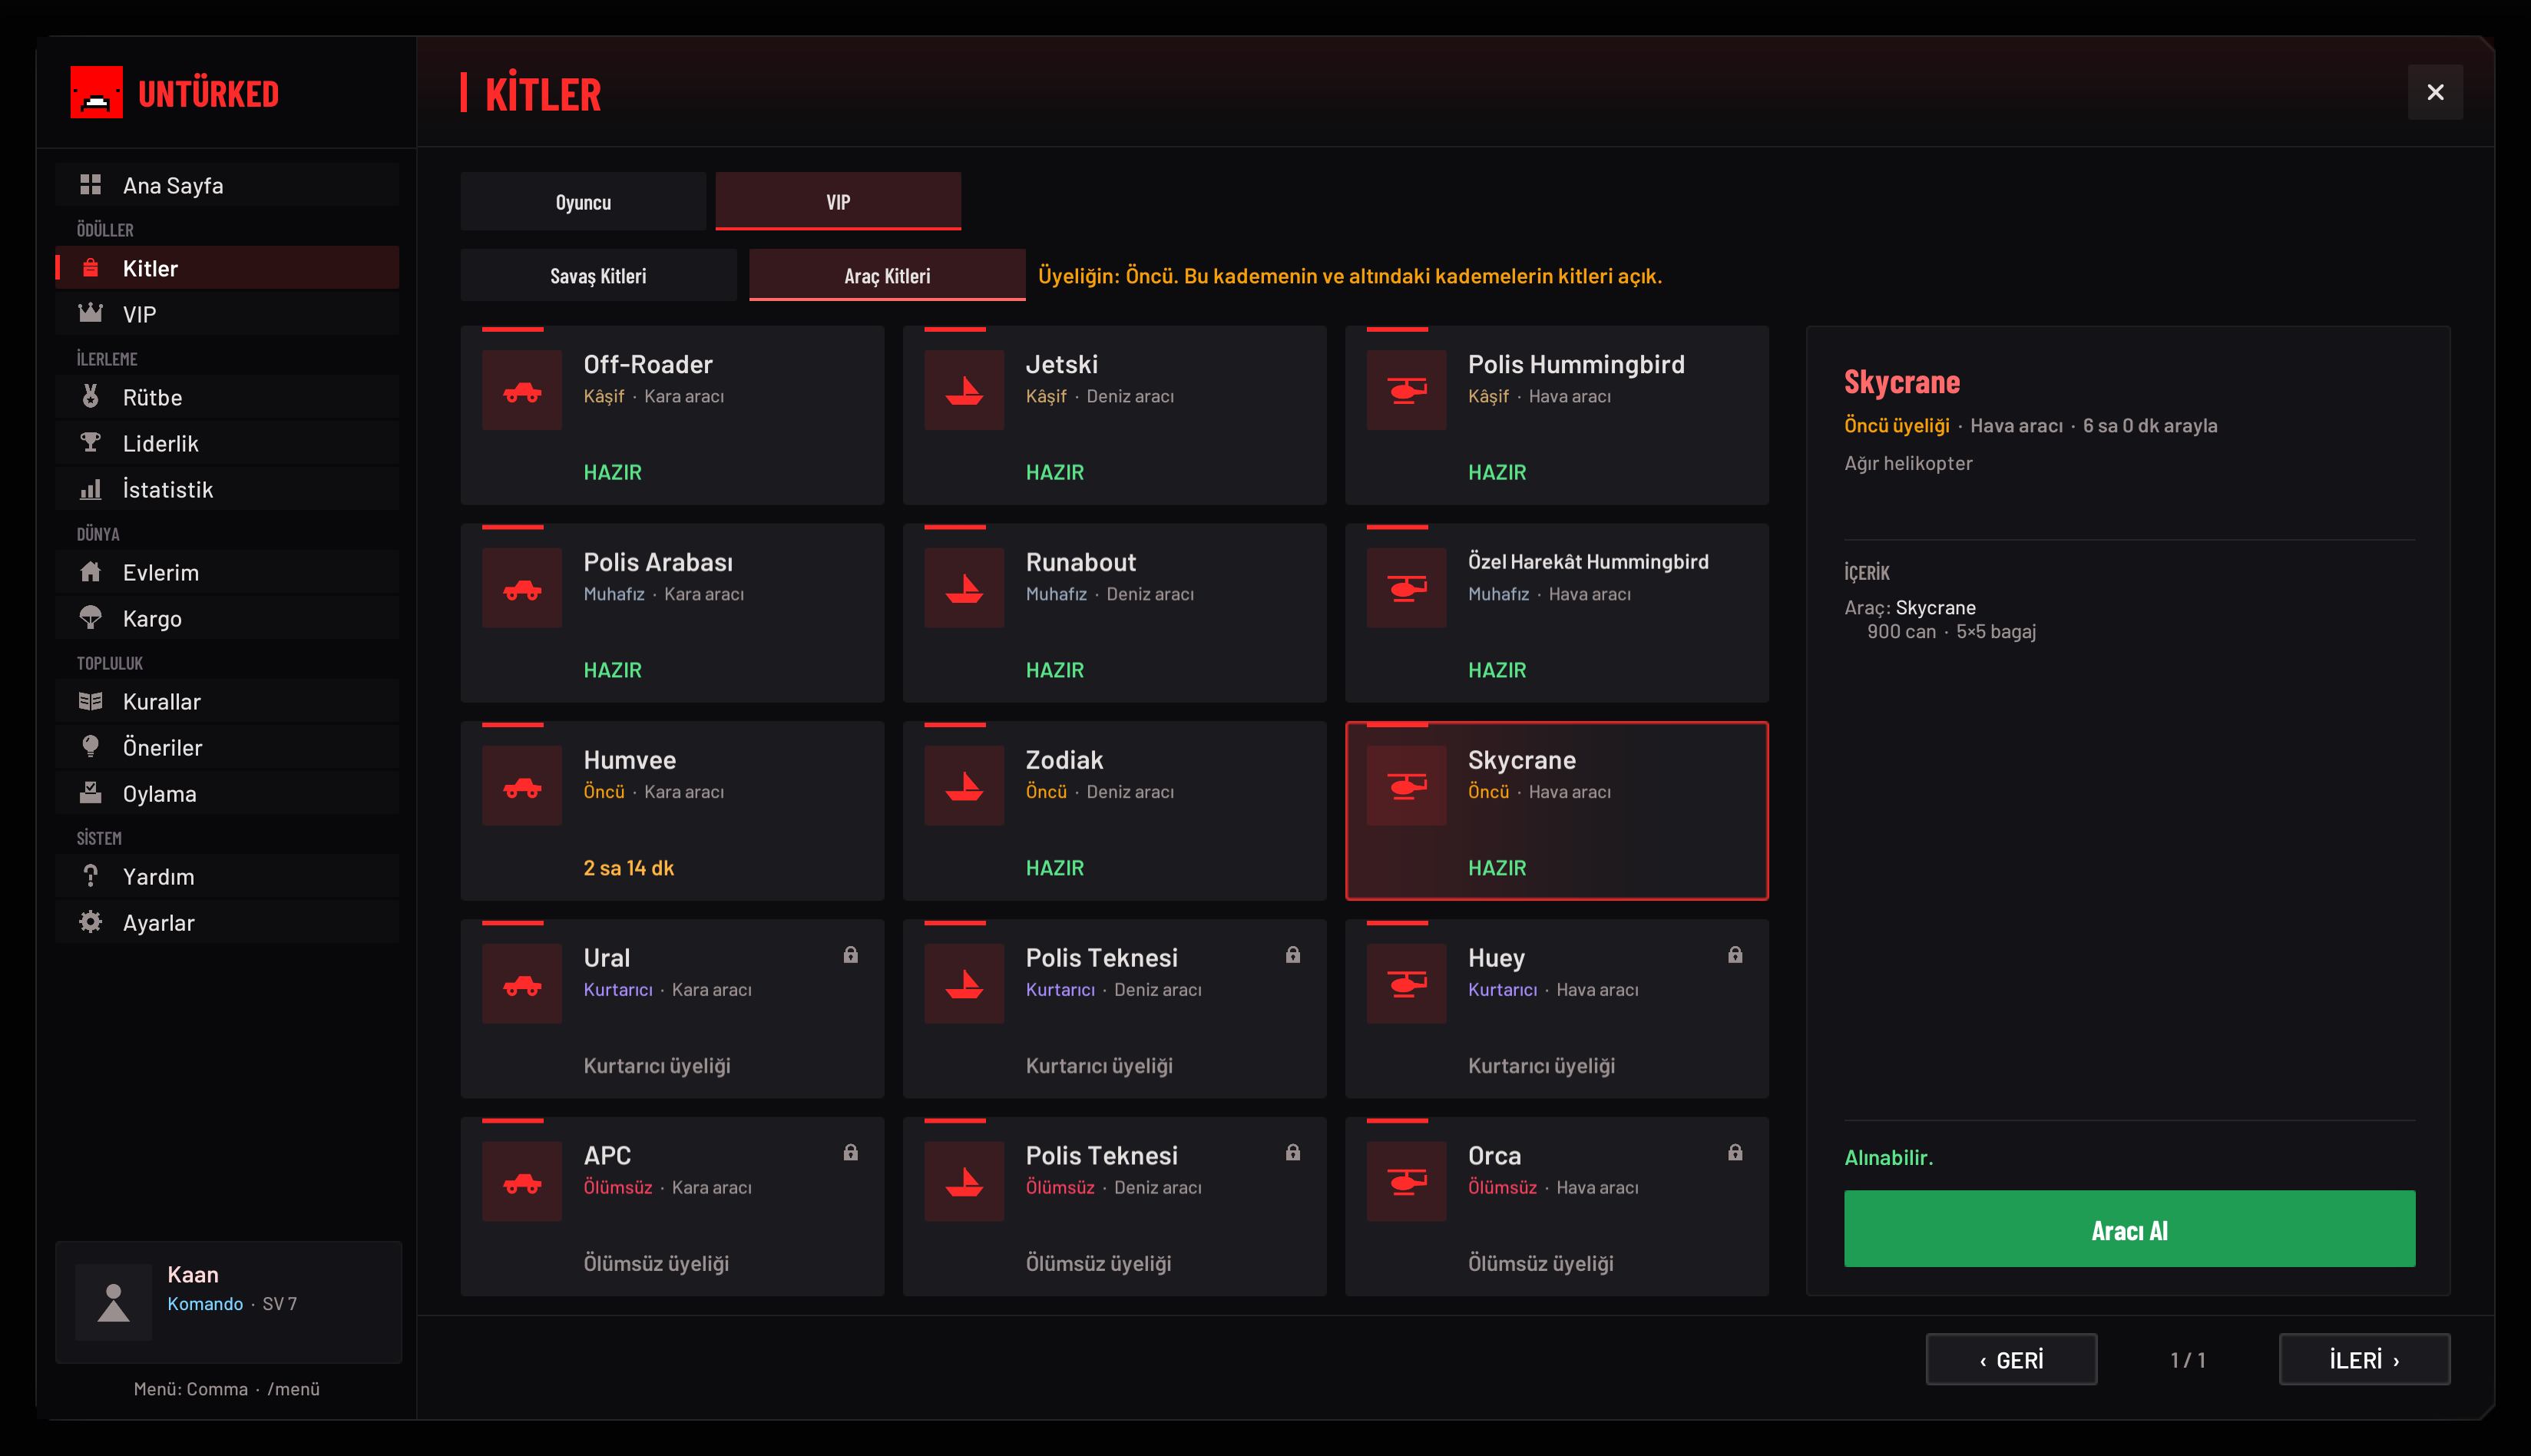 UNTÜRKED
Ana Sayfa
ÖDÜLLER
Kitler
VIP
İLERLEME
Rütbe
Liderlik
İstatistik
DÜNYA
Evlerim
Kargo
TOPLULUK
Kurallar
Öneriler
Oylama
SİSTEM
Yardım
Ayarlar
Kaan
Komando · SV 7
Menü: Comma · /menü
KİTLER
Oyuncu
VIP
Savaş Kitleri
Araç Kitleri
Üyeliğin: Öncü. Bu kademenin ve altındaki kademelerin kitleri açık.
Off-Roader
Kâşif · Kara aracı
HAZIR
Jetski
Kâşif · Deniz aracı
HAZIR
Polis Hummingbird
Kâşif · Hava aracı
HAZIR
Polis Arabası
Muhafız · Kara aracı
HAZIR
Runabout
Muhafız · Deniz aracı
HAZIR
Özel Harekât Hummingbird
Muhafız · Hava aracı
HAZIR
Humvee
Öncü · Kara aracı
2 sa 14 dk
Zodiak
Öncü · Deniz aracı
HAZIR
Skycrane
Öncü · Hava aracı
HAZIR
Ural
Kurtarıcı · Kara aracı
Kurtarıcı üyeliği
Polis Teknesi
Kurtarıcı · Deniz aracı
Kurtarıcı üyeliği
Huey
Kurtarıcı · Hava aracı
Kurtarıcı üyeliği
APC
Ölümsüz · Kara aracı
Ölümsüz üyeliği
Polis Teknesi
Ölümsüz · Deniz aracı
Ölümsüz üyeliği
Orca
Ölümsüz · Hava aracı
Ölümsüz üyeliği
Skycrane
Öncü üyeliği · Hava aracı · 6 sa 0 dk arayla
Ağır helikopter
İÇERİK
Araç: Skycrane
900 can · 5×5 bagaj
Alınabilir.
Aracı Al
‹ GERİ
1 / 1
İLERİ ›